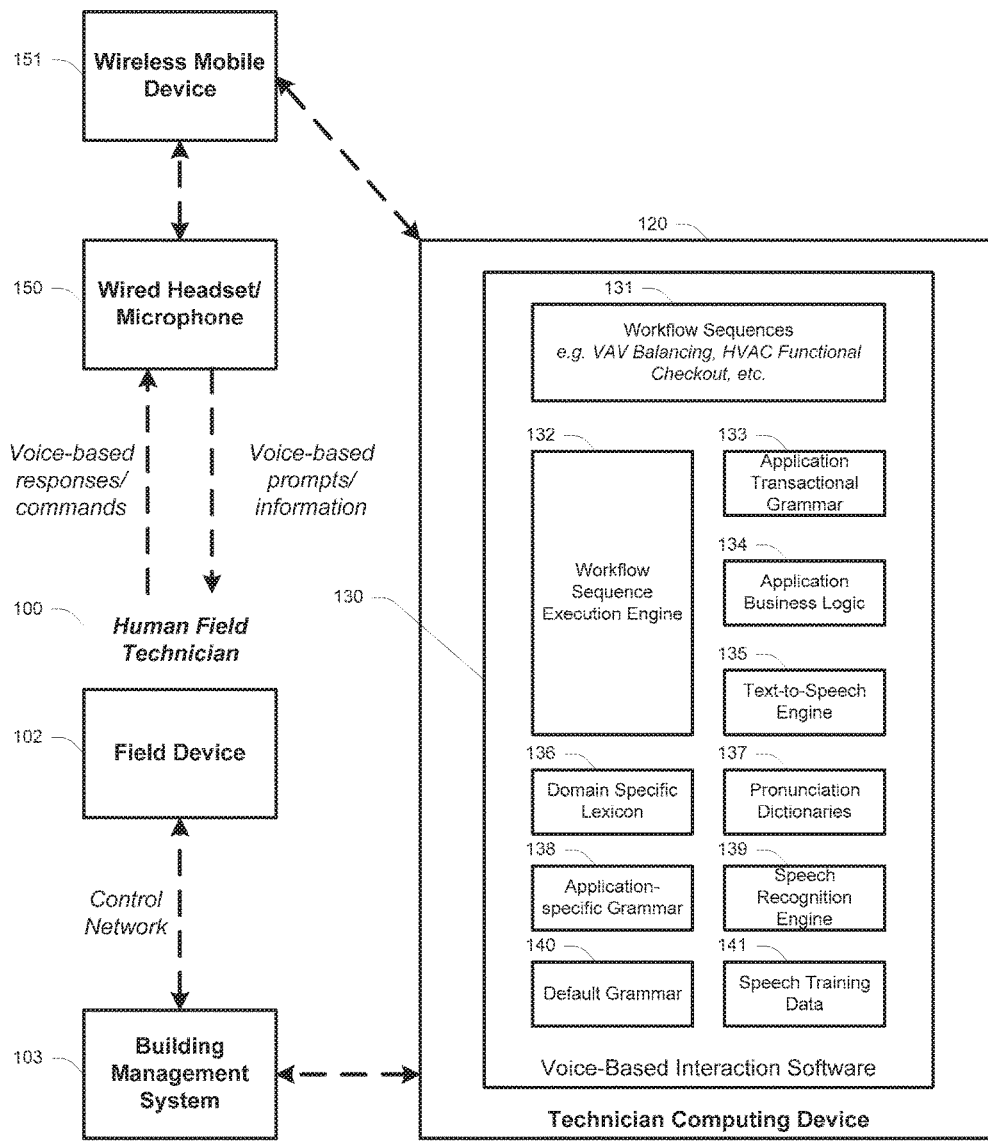 151
Wireless Mobile
Device
150
Wired Headset/
Microphone
Voice-based
responses/
commands
Voice-based
prompts/
information
100
Human Field
Technician
102
Field Device
Control
Network
103
Building
Management
System
120
131
Workflow Sequences
e.g. VAV Balancing, HVAC Functional
Checkout, etc.
132
Workflow
Sequence
Execution Engine
133
Application
Transactional
Grammar
134
Application
Business Logic
130
135
Text-to-Speech
Engine
136
Domain Specific
Lexicon
137
Pronunciation
Dictionaries
138
Application-
specific Grammar
139
Speech
Recognition
Engine
140
Default Grammar
141
Speech Training
Data
Voice-Based Interaction Software
Technician Computing Device